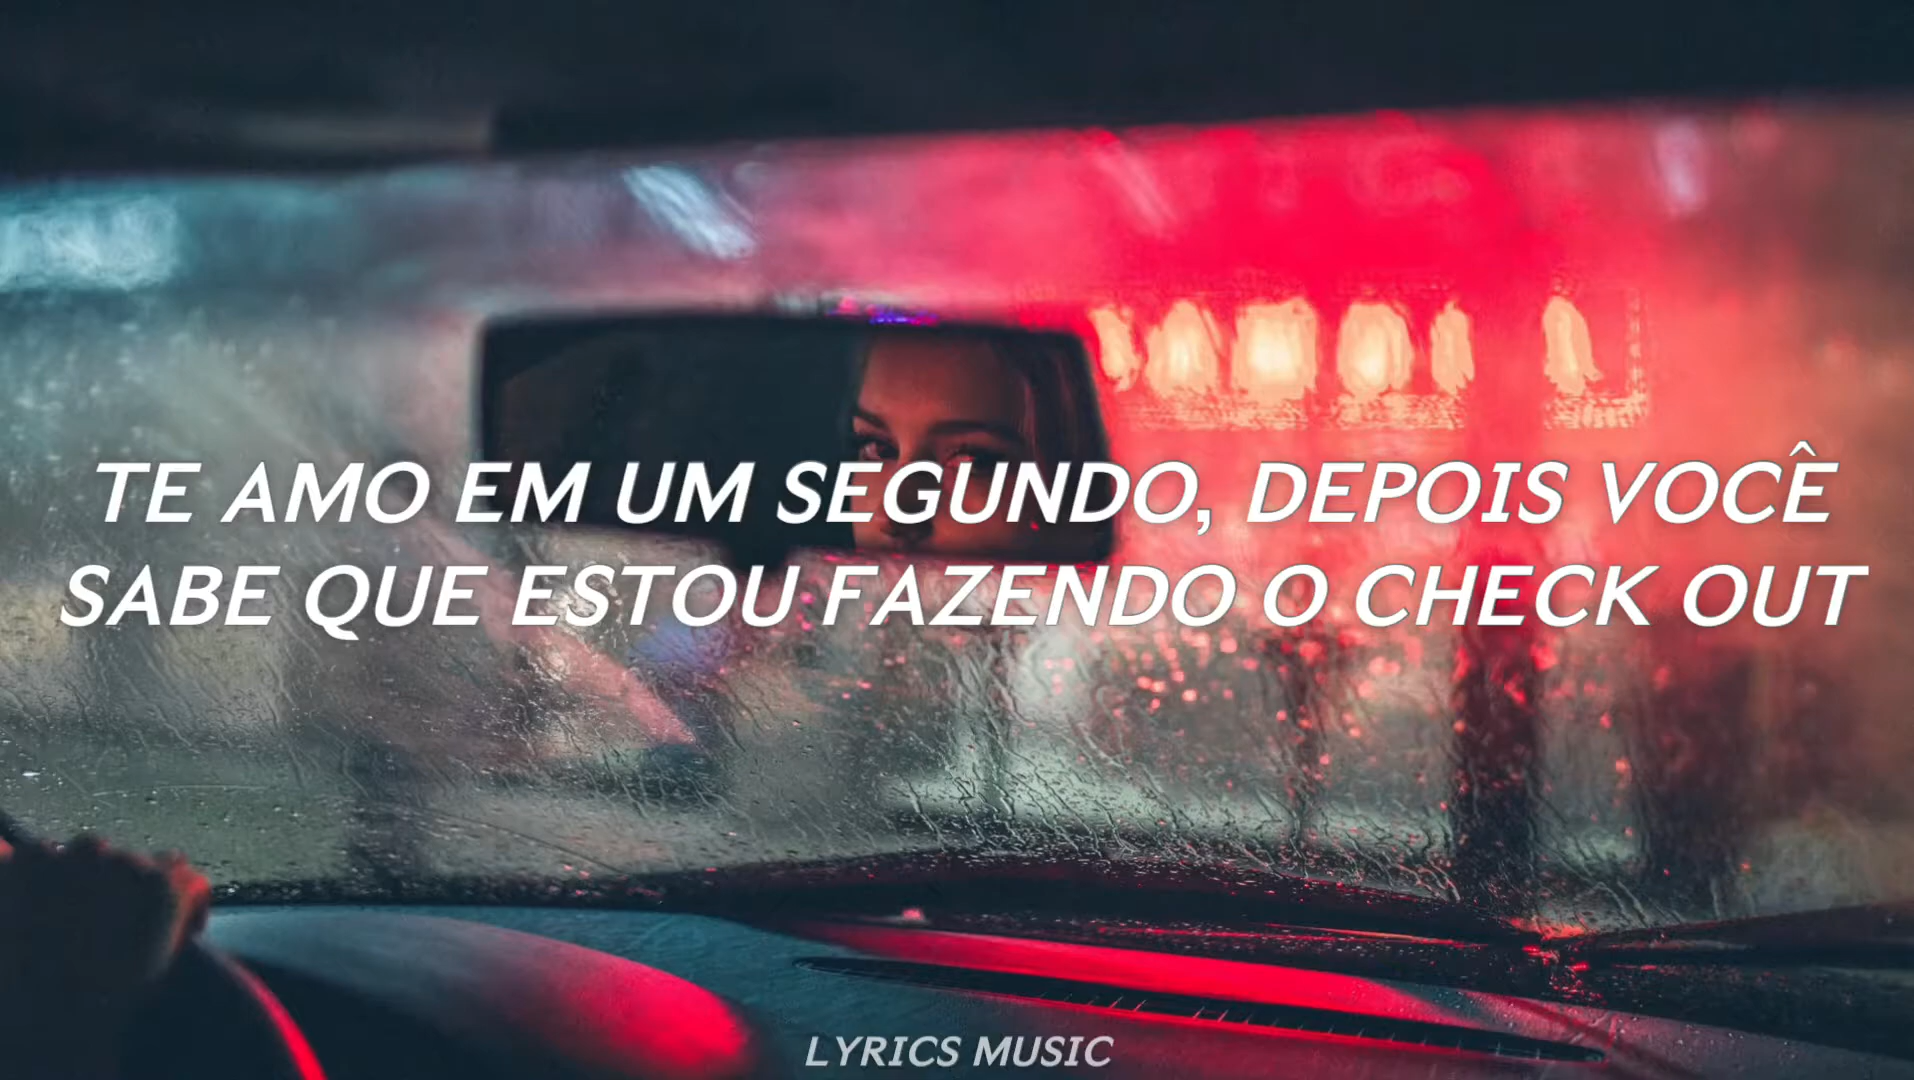 TE AMO EM UM SEGUNDO, DEPOIS VOCÊ
SABE QUE ESTOU FAZENDO O CHECK OUT
LYRICS MUSIC